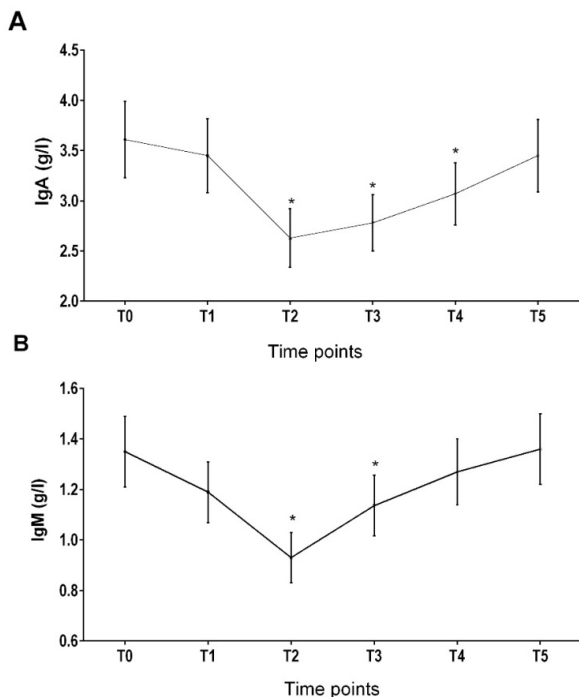 A
4.5
4.0
3.5
3.0
2.5
2.0
IgA (g/l)
*
*
*
T0 T1 T2 T3 T4 T5
Time points
B
1.6
1.4
1.2
1.0
0.8
0.6
IgM (g/l)
*
*
T0 T1 T2 T3 T4 T5
Time points